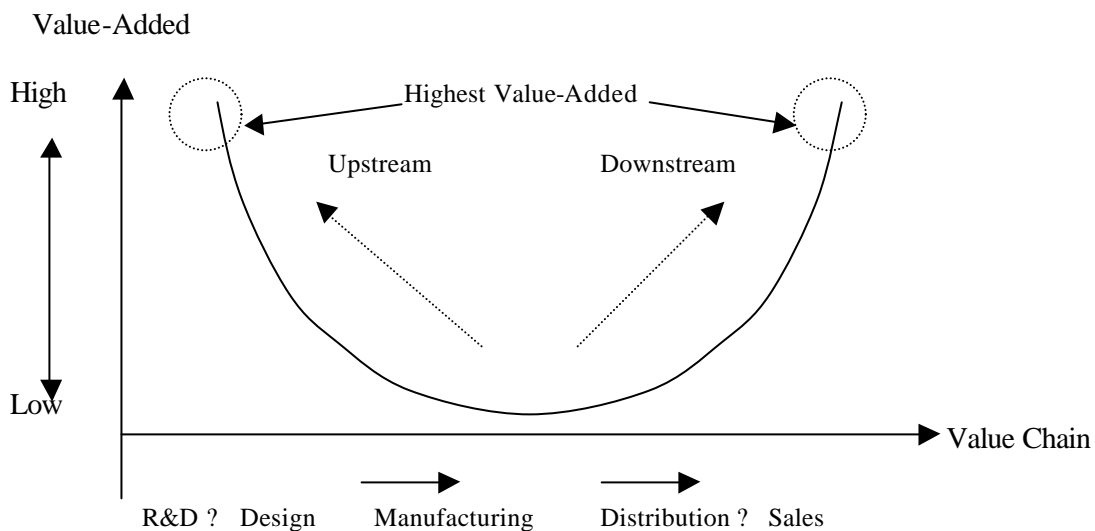 Value-Added
High
Highest Value-Added
Upstream Downstream
Low
Value Chain
R&D ? Design Manufacturing Distribution ? Sales